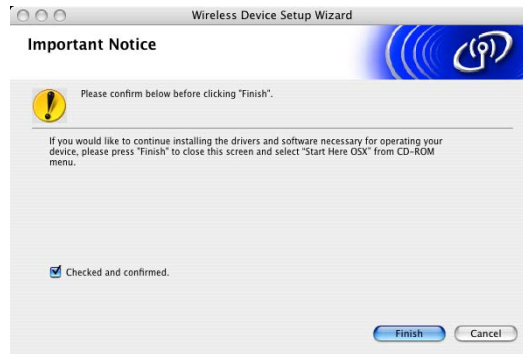 Wireless Device Setup Wizard
Important Notice
Please confirm below before clicking "Finish".
If you would like to continue installing the drivers and software necessary for operating your
device, please press "Finish" to close this screen and select "Start Here OSX" from CD-ROM
menu.
Checked and confirmed.
Finish
Cancel